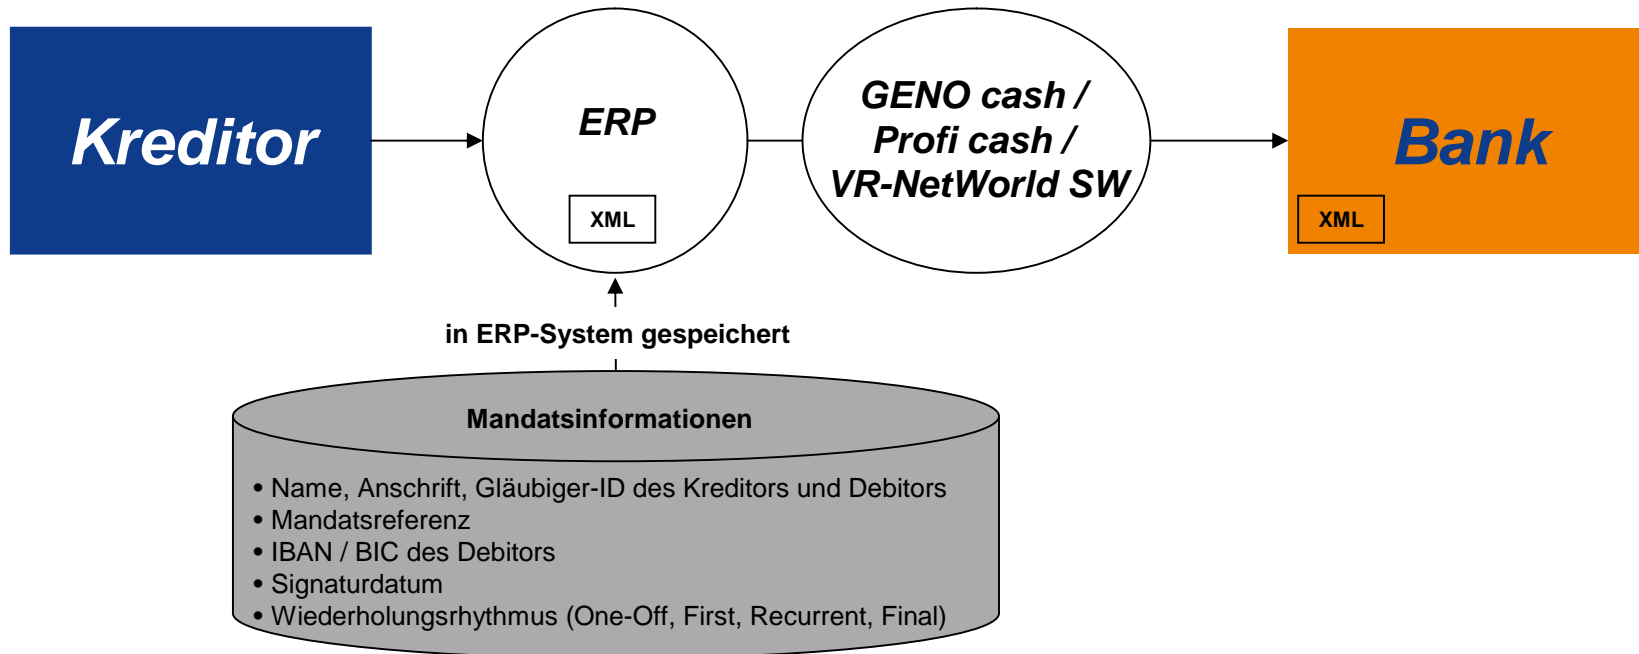 Kreditor
ERP
XML
GENO cash /
Profi cash /
VR-NetWorld SW
Bank
XML
in ERP-System gespeichert
Mandatsinformationen
• Name, Anschrift, Gläubiger-ID des Kreditors und Debitors
• Mandatsreferenz
• IBAN / BIC des Debitors
• Signaturdatum
• Wiederholungsrhythmus (One-Off, First, Recurrent, Final)